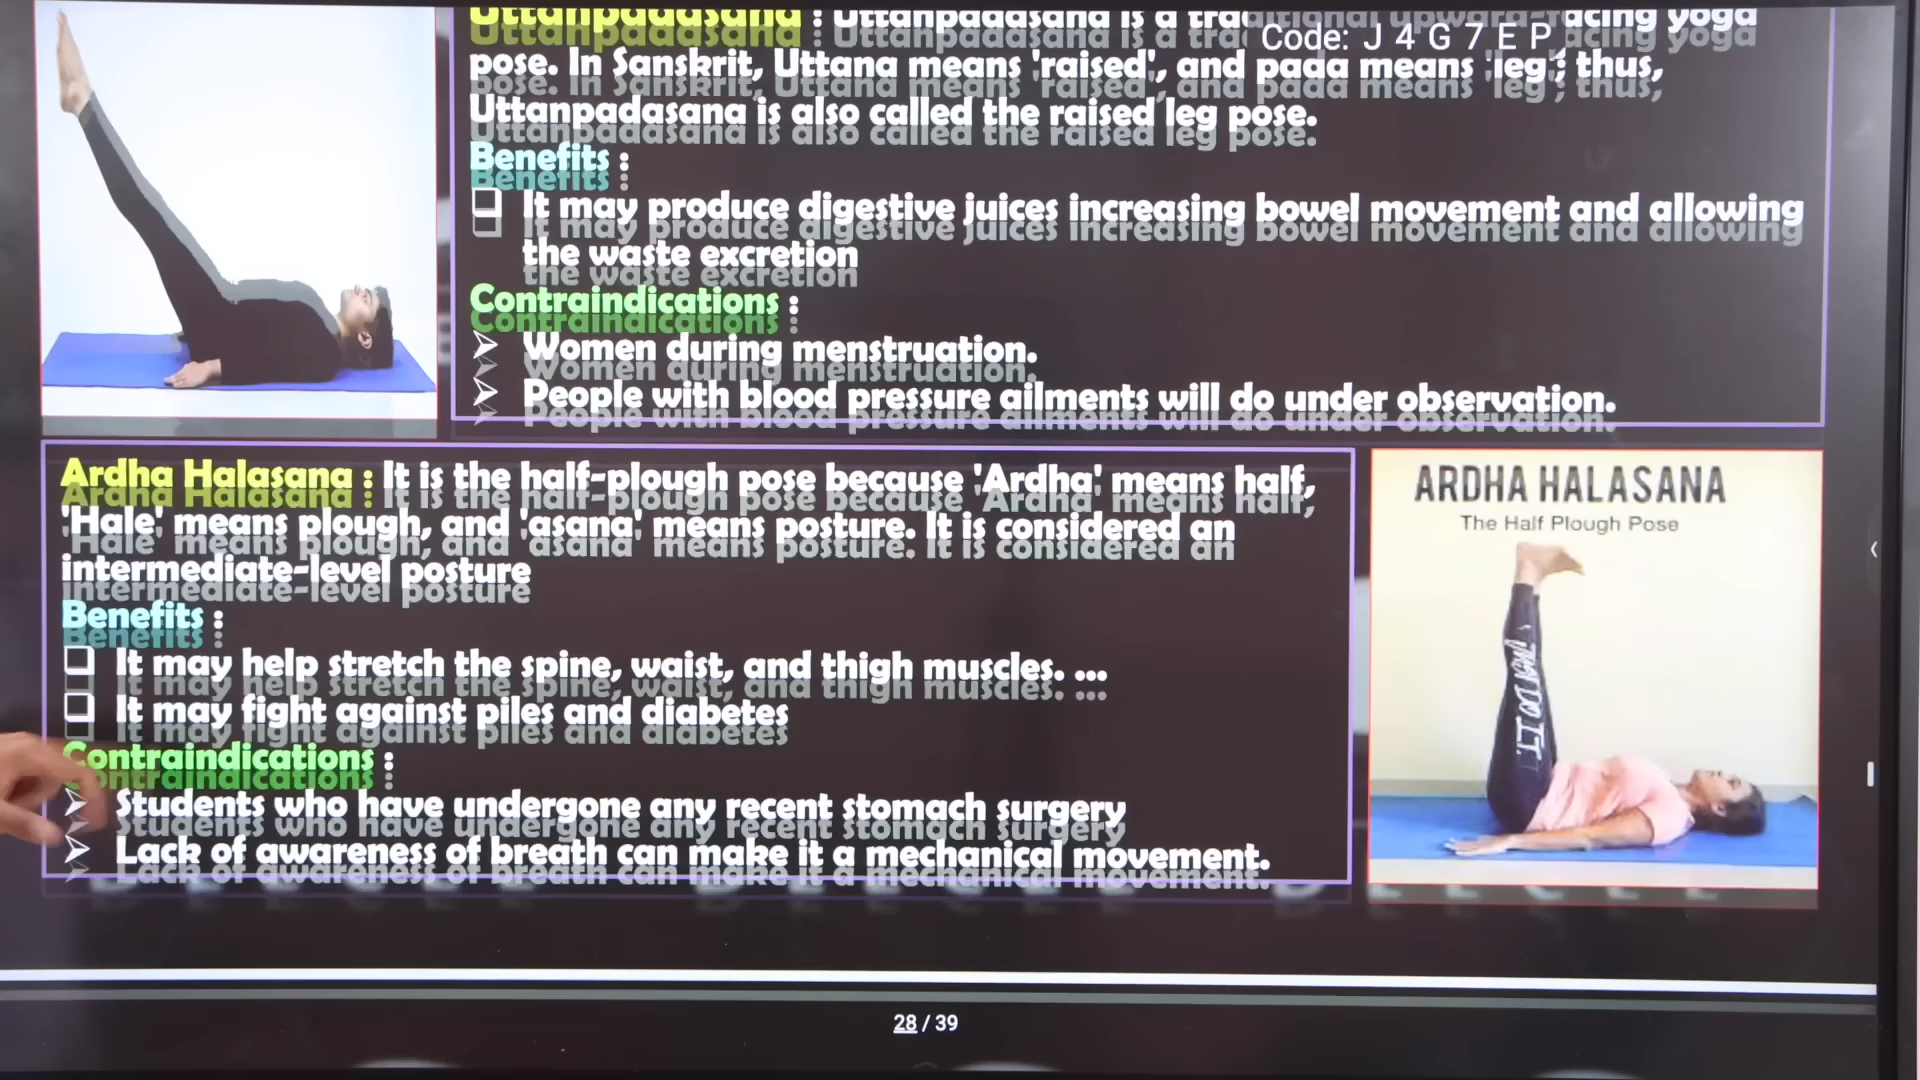 Uttanpadasana : Uttanpadasana is a traditional upward-facing yoga
Code: J 4 G 7 E P
pose. In Sanskrit, Uttana means 'raised', and pada means 'leg'; thus,
Uttanpadasana is also called the raised leg pose.
Benefits :
It may produce digestive juices increasing bowel movement and allowing
the waste excretion
Contraindications :
Women during menstruation.
People with blood pressure ailments will do under observation.
Ardha Halasana : It is the half-plough pose because 'Ardha' means half,
'Hale' means plough, and 'asana' means posture. It is considered an
intermediate-level posture
Benefits :
It may help stretch the spine, waist, and thigh muscles. ...
It may fight against piles and diabetes
Contraindications :
Students who have undergone any recent stomach surgery
Lack of awareness of breath can make it a mechanical movement.
ARDHA HALASANA
The Half Plough Pose
28 / 39